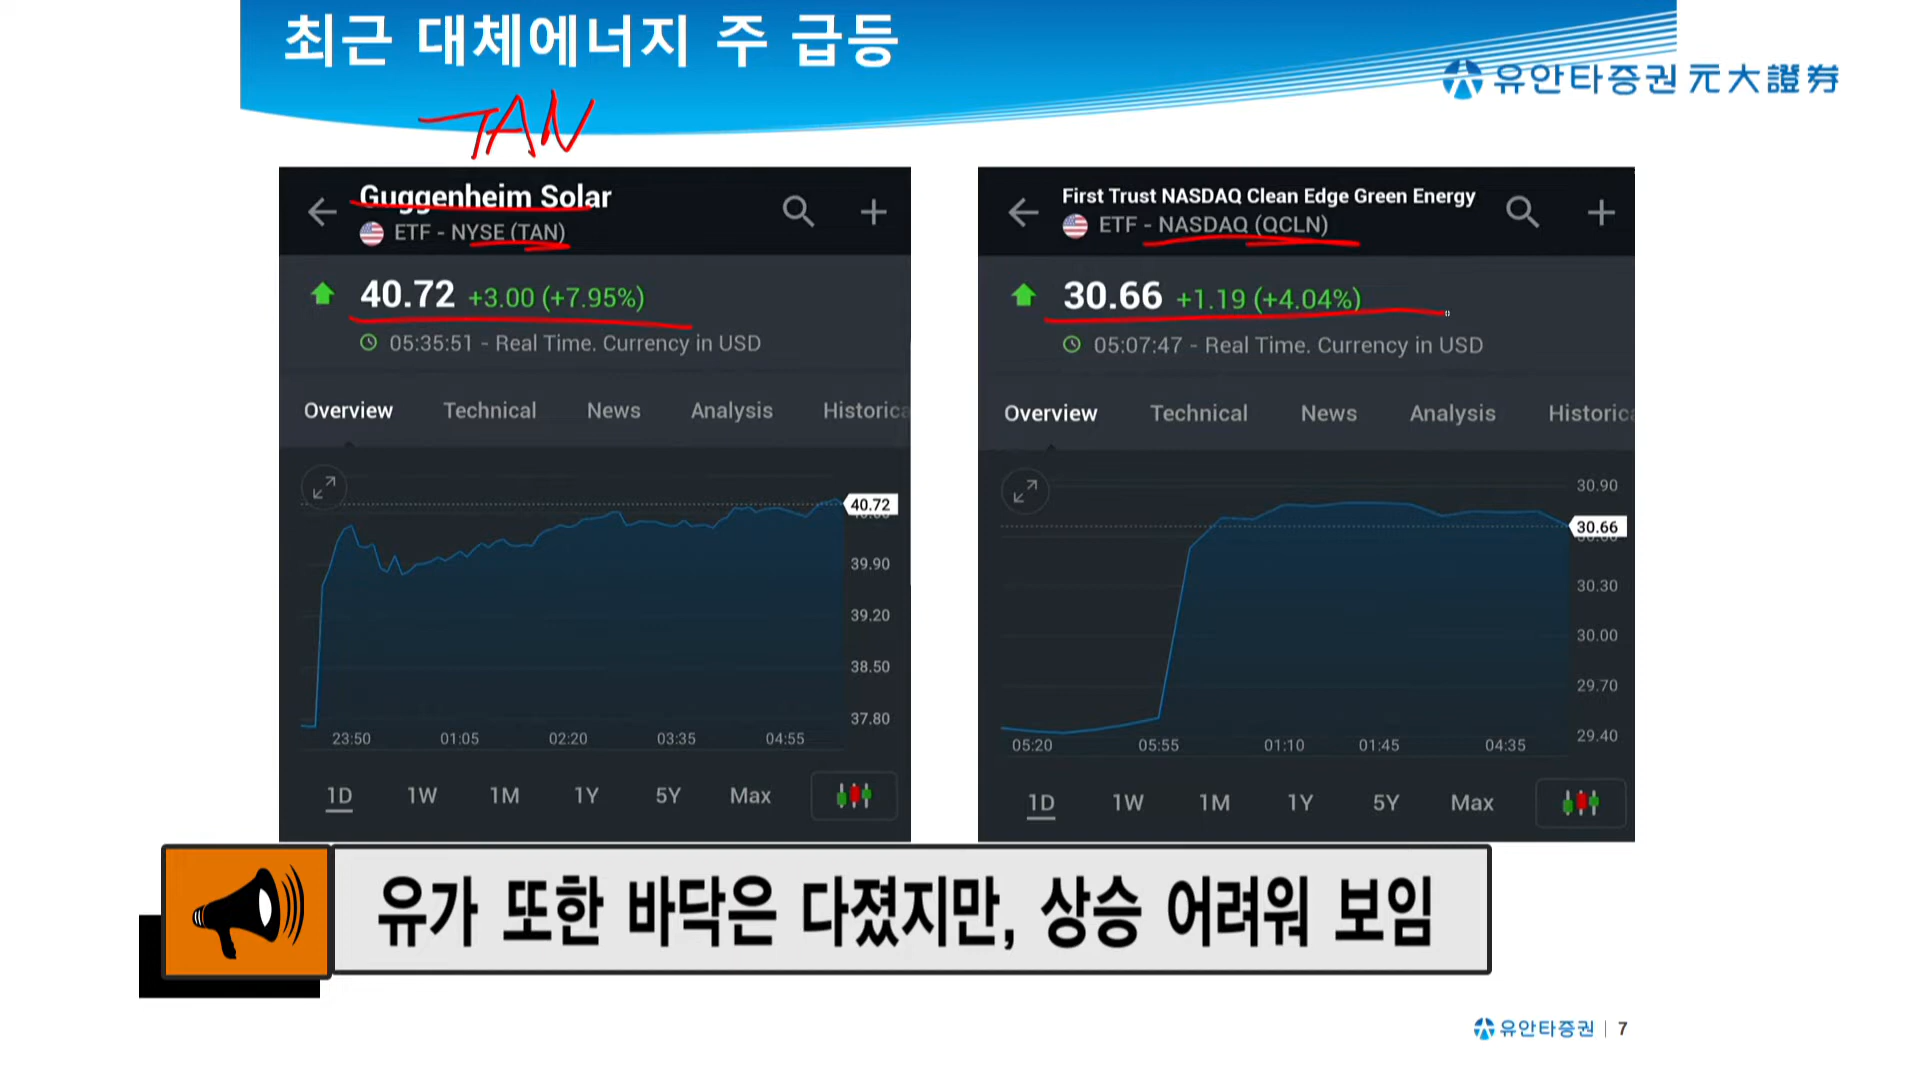 최근 대체에너지 주 급등
유안타증권 元大證券
TAN
Guggenheim Solar
ETF - NYSE (TAN)
40.72 +3.00 (+7.95%)
05:35:51 - Real Time. Currency in USD
Overview Technical News Analysis Historica
40.72
39.90
39.20
38.50
37.80
23:50 01:05 02:20 03:35 04:55
1D 1W 1M 1Y 5Y Max
First Trust NASDAQ Clean Edge Green Energy
ETF - NASDAQ (QCLN)
30.66 +1.19 (+4.04%)
05:07:47 - Real Time. Currency in USD
Overview Technical News Analysis Historic
30.90
30.66
30.30
30.00
29.70
29.40
05:20 05:55 01:10 01:45 04:35
1D 1W 1M 1Y 5Y Max
유가 또한 바닥은 다졌지만, 상승 어려워 보임
유안타증권 | 7